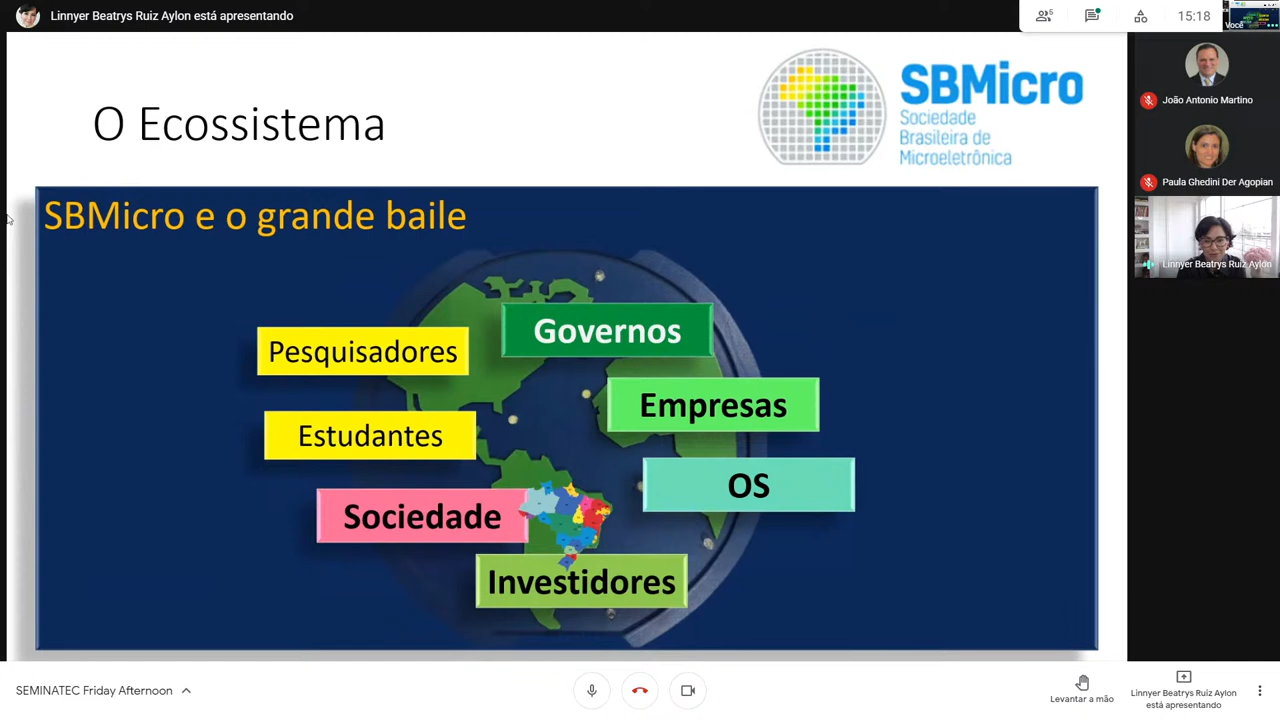 Linnyer Beatrys Ruiz Aylon está apresentando
6
15:18
Você
O Ecossistema
SBMicro
Sociedade
Brasileira de
Microeletrônica
João Antonio Martino
Paula Ghedini Der Agopian
Linnyer Beatrys Ruiz Aylon
SBMicro e o grande baile
Governos
Pesquisadores
Empresas
Estudantes
OS
Sociedade
Investidores
SEMINATEC Friday Afternoon
Levantar a mão
Linnyer Beatrys Ruiz Aylon
está apresentando